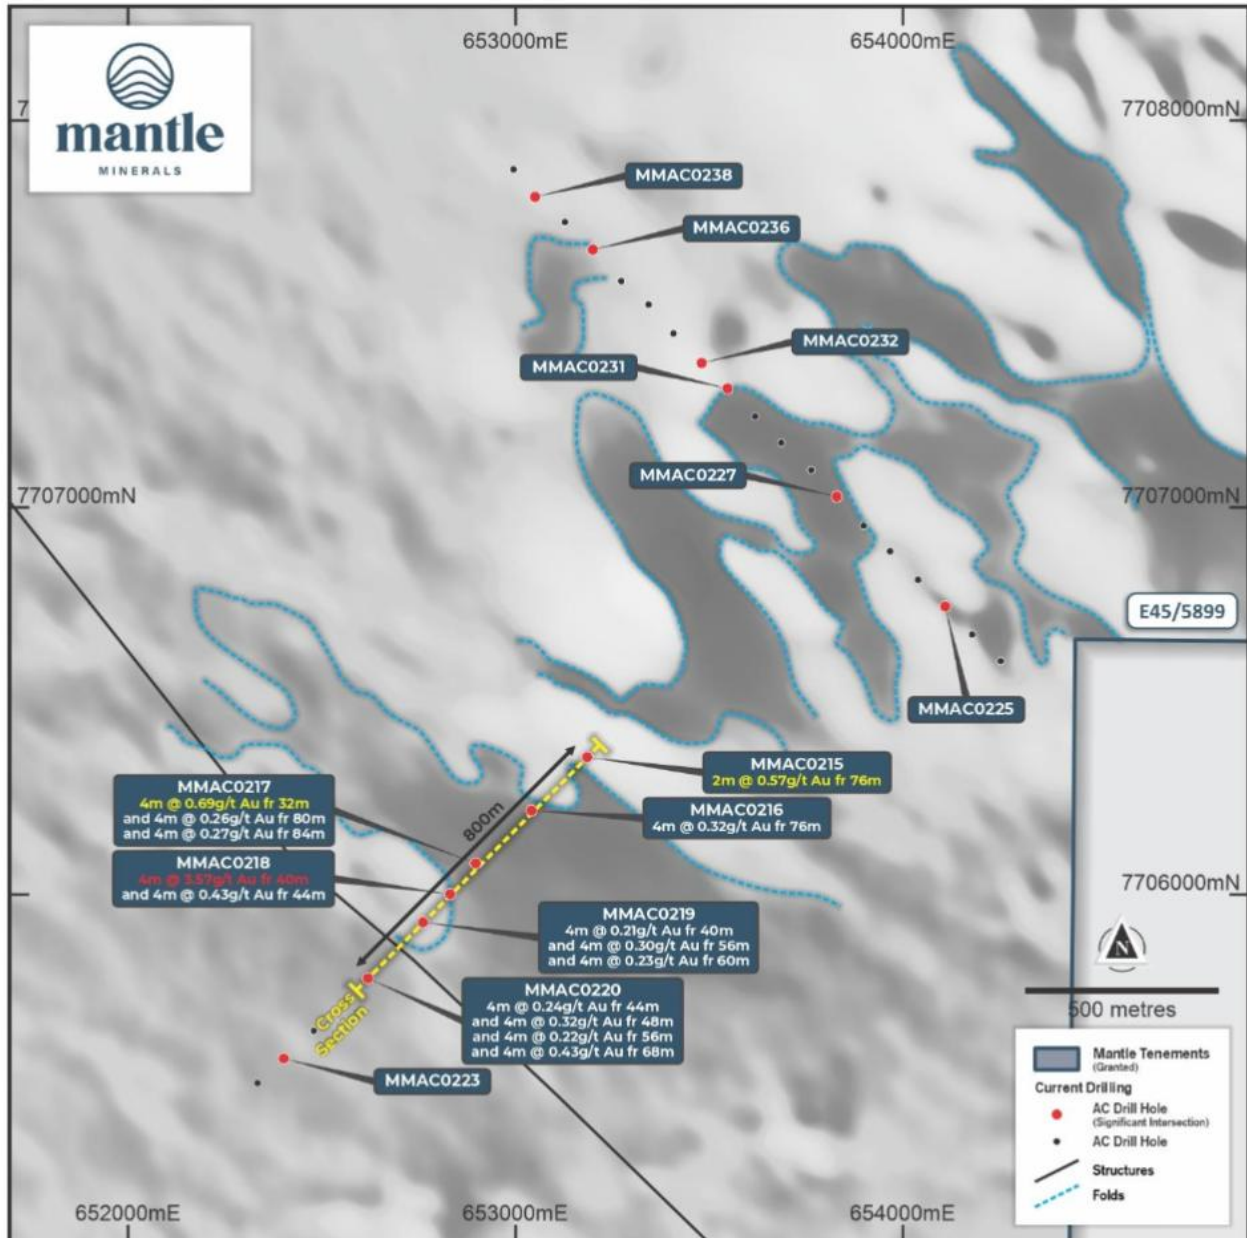 653000mE
654000mE
mantle
MINERALS
7708000mN
MMAC0238
MMAC0236
MMAC0232
MMAC0231
MMAC0227
7707000mN
7707000mN
E45/5899
MMAC0225
MMAC0215
2m @ 0.57g/t Au fr 76m
MMAC0217
4m @ 0.69g/t Au fr 32m
and 4m @ 0.26g/t Au fr 80m
and 4m @ 0.27g/t Au fr 84m
800m
MMAC0216
4m @ 0.32g/t Au fr 76m
MMAC0218
4m @ 3.57g/t Au fr 40m
and 4m @ 0.43g/t Au fr 44m
7706000mN
MMAC0219
4m @ 0.21g/t Au fr 40m
and 4m @ 0.30g/t Au fr 56m
and 4m @ 0.23g/t Au fr 60m
N
MMAC0220
4m @ 0.24g/t Au fr 44m
and 4m @ 0.32g/t Au fr 48m
and 4m @ 0.22g/t Au fr 56m
and 4m @ 0.43g/t Au fr 68m
Cross
Section
500 metres
MMAC0223
Mantle Tenements
(Granted)
Current Drilling
AC Drill Hole
(Significant Intersection)
AC Drill Hole
Structures
Folds
652000mE
653000mE
654000mE